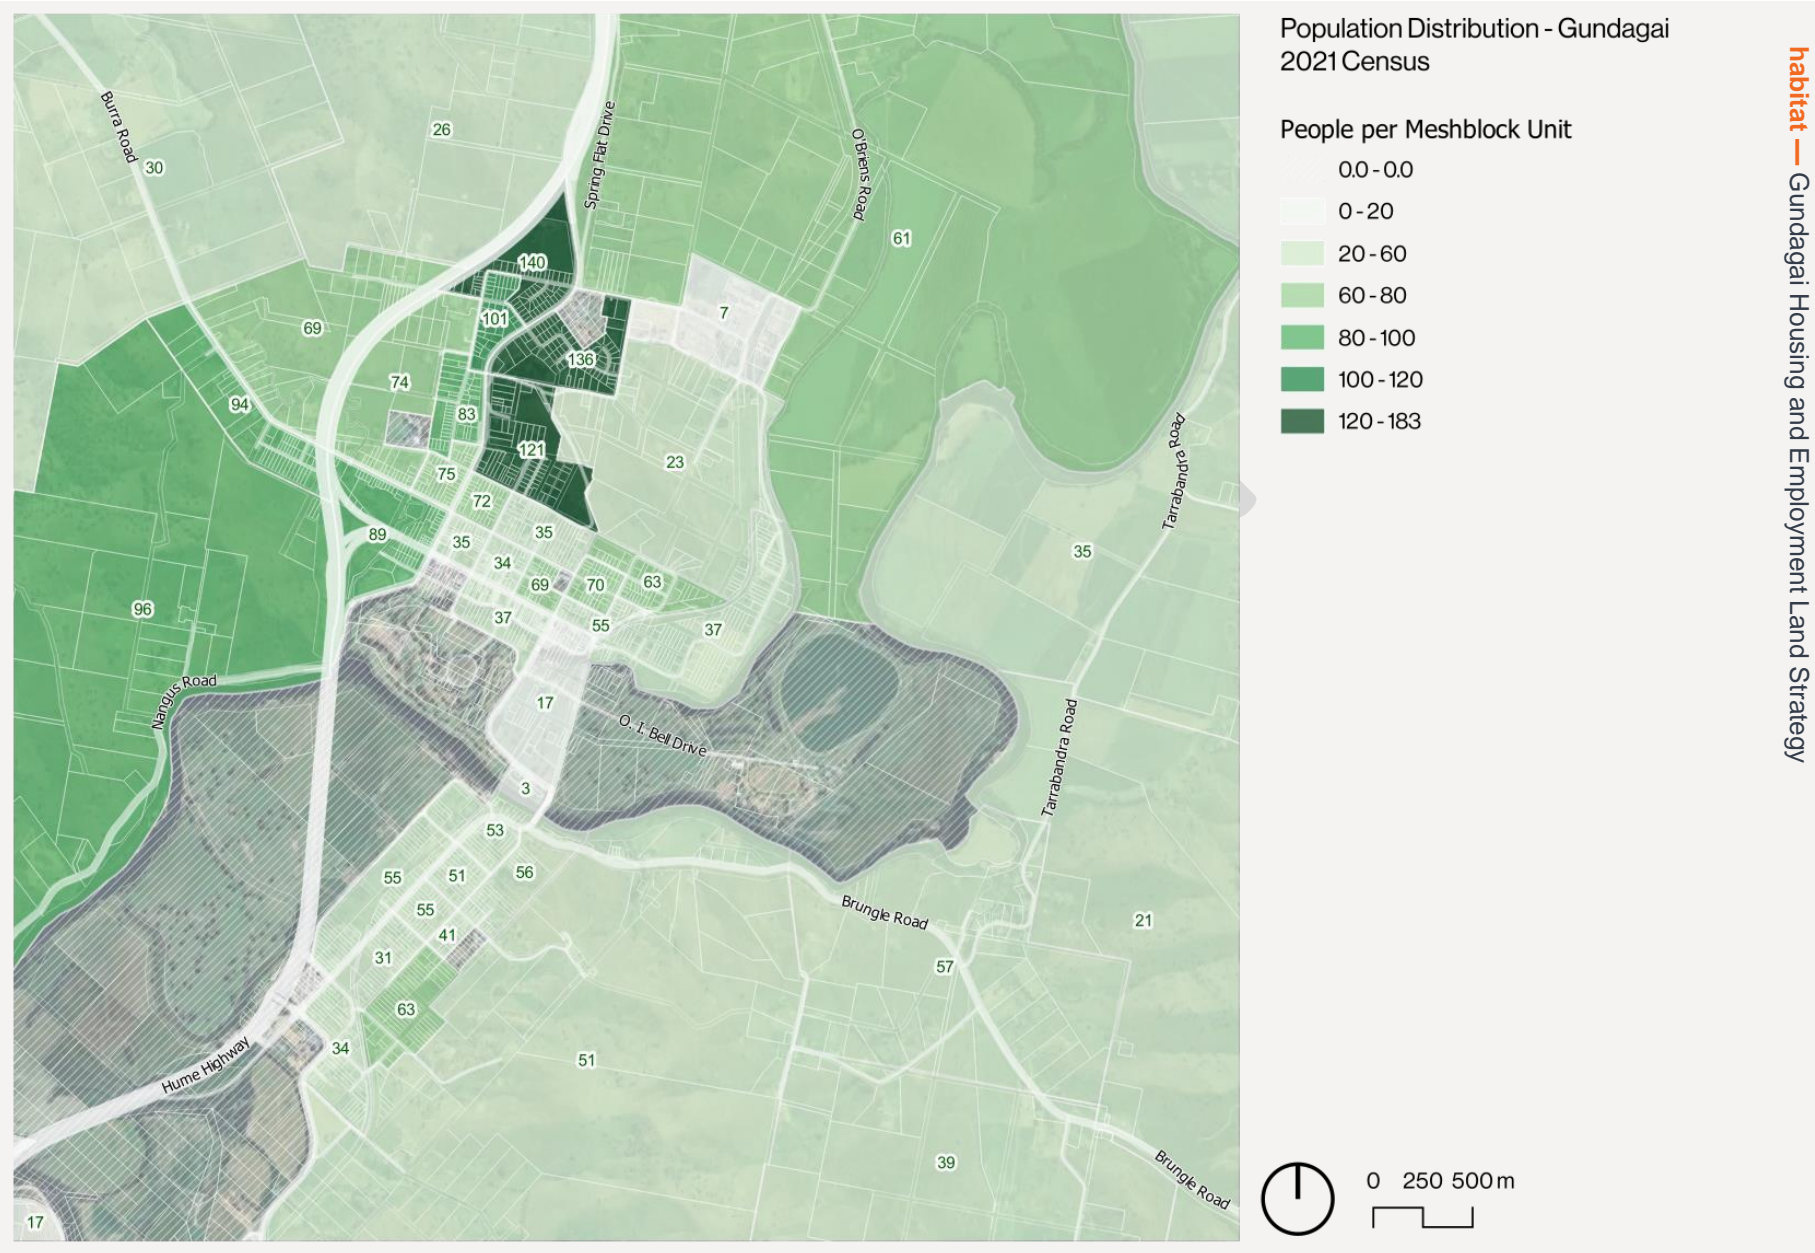 Population Distribution - Gundagai
2021 Census
People per Meshblock Unit
0.0 - 0.0
0 - 20
20 - 60
60 - 80
80 - 100
100 - 120
120 - 183
habitat — Gundagai Housing and Employment Land Strategy
Burra Road
26
30
Spring Flat Drive
O'Briens Road
61
140
7
101
69
136
74
94
83
121
75
23
72
Tarrabandra Road
35
35
89
34
35
69
70
63
96
37
55
37
Nangus Road
17
O. I. Bell Drive
Tarrabandra Road
3
53
55
51
56
55
Brungle Road
21
41
31
57
63
34
51
Hume Highway
39
Brungle Road
17
0 250 500 m